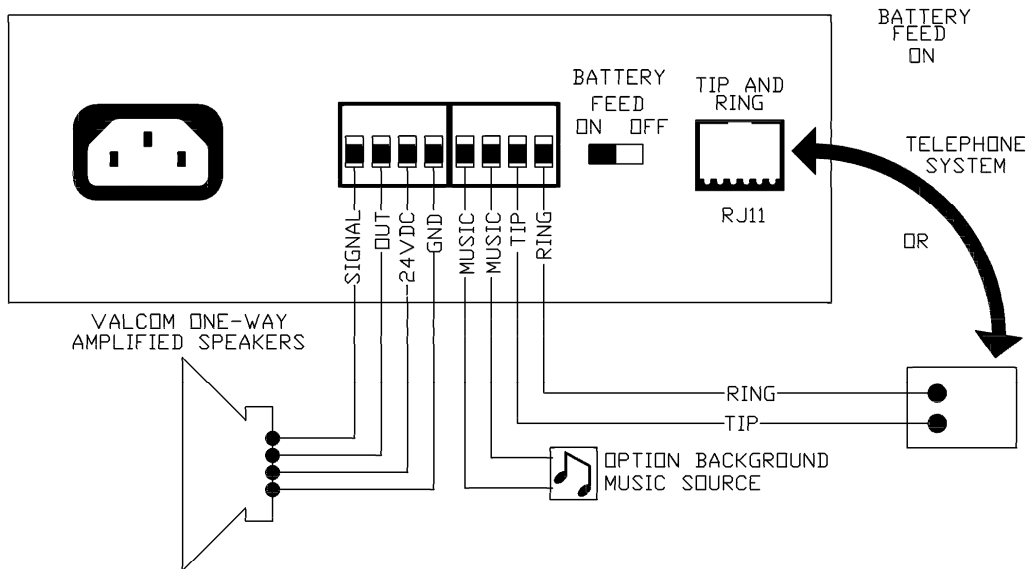 BATTERY
FEED
ON
BATTERY
FEED
ON OFF
TIP AND
RING
TELEPHONE
SYSTEM
OR
RJ11
SIGNAL
OUT
-24VDC
GND
MUSIC
MUSIC
TIP
RING
VALCOM ONE-WAY
AMPLIFIED SPEAKERS
RING
TIP
OPTION BACKGROUND
MUSIC SOURCE